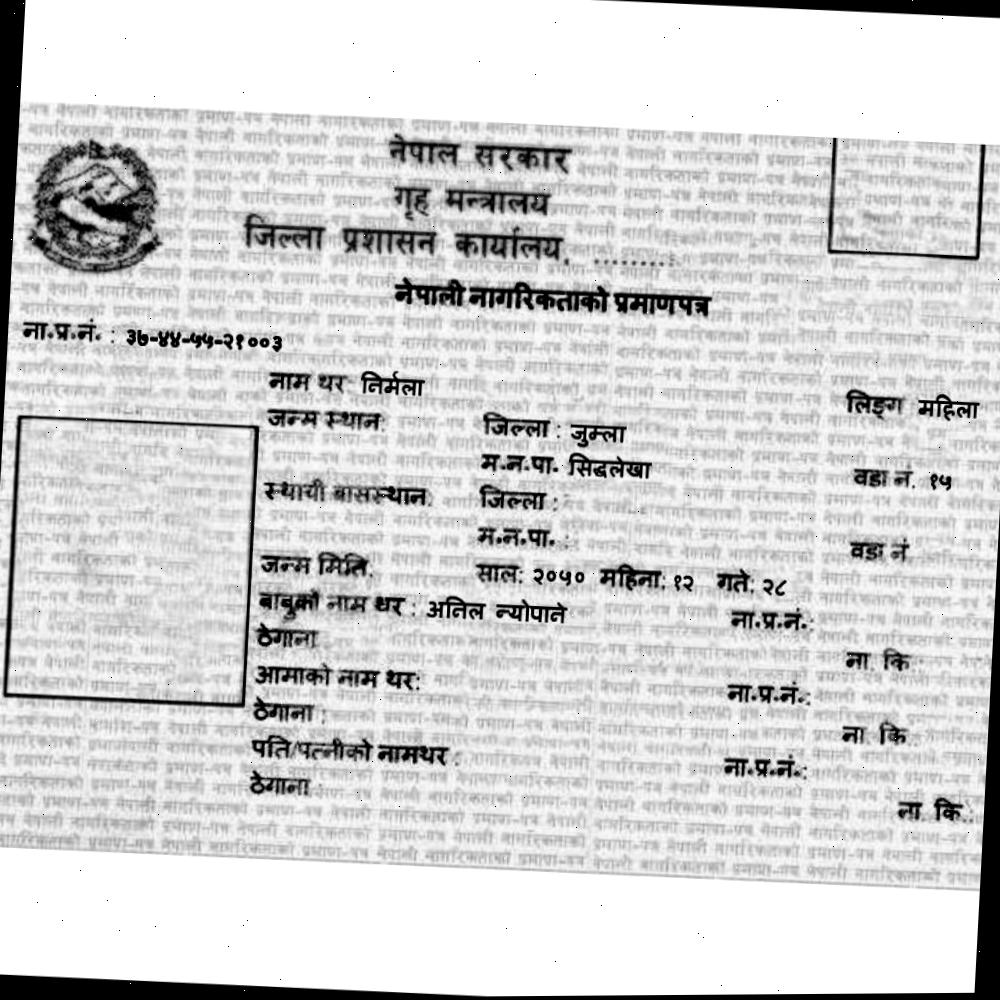 नेपाल सरकार
गृह मन्त्रालय
जिल्ला प्रशासन कार्यालय, ..........
नेपाली नागरिकताको प्रमाणपत्र
ना.प्र.नं. : ३७-४४-५५-२१००३
नाम थर: निर्मला लिङ्ग महिला
जन्म स्थान: जिल्ला : जुम्ला
म.न.पा. सिद्धलेखा वडा नं. १५
स्थायी बासस्थान: जिल्ला :
म.न.पा. : वडा नं.
जन्म मिति: साल: २०५० महिना: १२ गते: २८
बाबुको नाम थर : अनिल न्योपाने ना.प्र.नं.:
ठेगाना : ना. कि.:
आमाको नाम थर: ना.प्र.नं.:
ठेगाना : ना. कि.:
पति/पत्नीको नामथर : ना.प्र.नं.:
ठेगाना : ना. कि.: